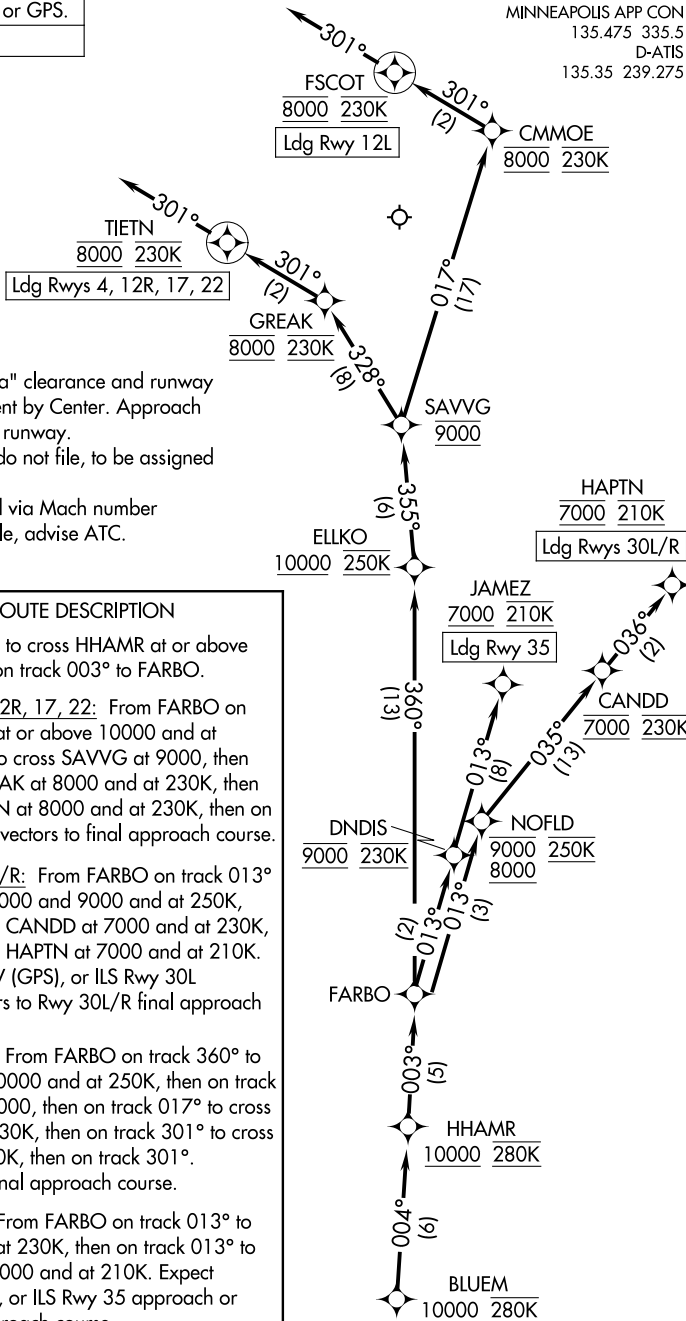 or GPS.
MINNEAPOLIS APP CON
135.475 335.5
D-ATIS
135.35 239.275
301°
FSCOT
8000 230K
Ldg Rwy 12L
301°
(2)
CMMOE
8000 230K
301°
TIETN
8000 230K
Ldg Rwys 4, 12R, 17, 22
301°
(2)
GREAK
8000 230K
017°
(17)
328°
(8)
SAVVG
9000
a" clearance and runway
ent by Center. Approach
runway.
do not file, to be assigned
d via Mach number
le, advise ATC.
355°
(6)
HAPTN
7000 210K
Ldg Rwys 30L/R
ELLKO
10000 250K
JAMEZ
7000 210K
Ldg Rwy 35
036°
(2)
CANDD
7000 230K
360°
(13)
013°
(8)
035°
(13)
DNDIS
9000 230K
NOFLD
9000 250K
8000
(2)
013°
013°
(3)
FARBO
003°
(5)
HHAMR
10000 280K
004°
(6)
BLUEM
10000 280K
OUTE DESCRIPTION
to cross HHAMR at or above
on track 003° to FARBO.
2R, 17, 22: From FARBO on
at or above 10000 and at
o cross SAVVG at 9000, then
AK at 8000 and at 230K, then
N at 8000 and at 230K, then on
vectors to final approach course.
/R: From FARBO on track 013°
000 and 9000 and at 250K,
CANDD at 7000 and at 230K,
HAPTN at 7000 and at 210K.
V (GPS), or ILS Rwy 30L
rs to Rwy 30L/R final approach
From FARBO on track 360° to
0000 and at 250K, then on track
000, then on track 017° to cross
30K, then on track 301° to cross
0K, then on track 301°.
nal approach course.
From FARBO on track 013° to
at 230K, then on track 013° to
000 and at 210K. Expect
, or ILS Rwy 35 approach or